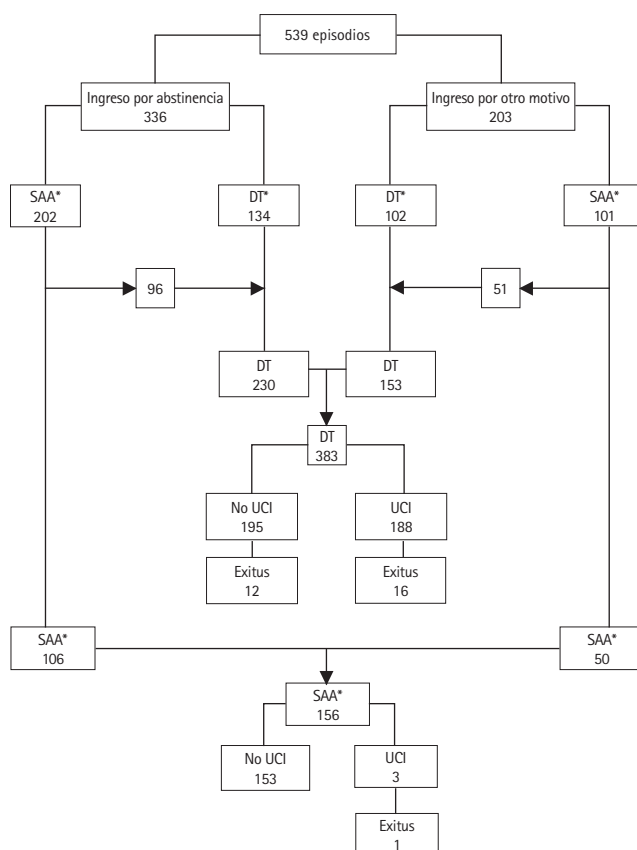 539 episodios
Ingreso por abstinencia
336
Ingreso por otro motivo
203
SAA*
202
DT*
134
DT*
102
SAA*
101
96
51
DT
230
DT
153
DT
383
No UCI
195
UCI
188
Exitus
12
Exitus
16
SAA*
106
SAA*
50
SAA*
156
No UCI
153
UCI
3
Exitus
1